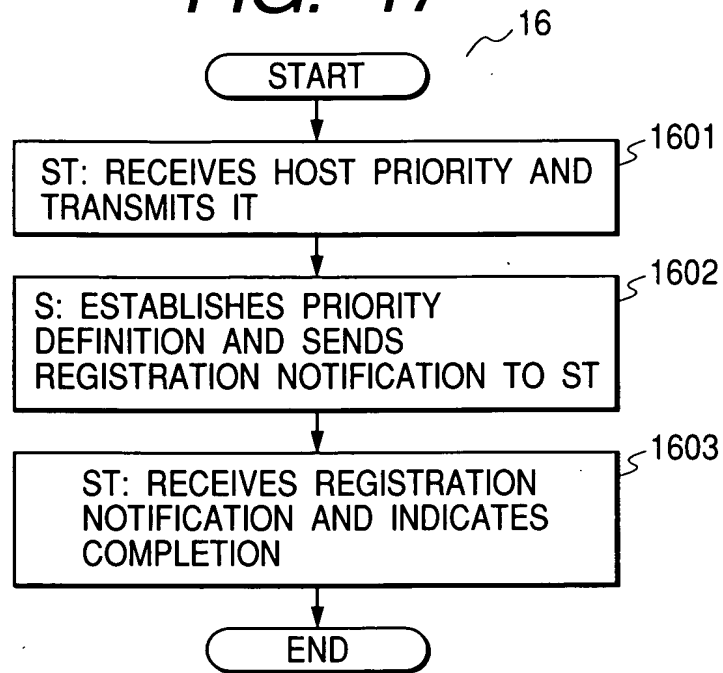 16
START
1601
ST: RECEIVES HOST PRIORITY AND
TRANSMITS IT
1602
S: ESTABLISHES PRIORITY
DEFINITION AND SENDS
REGISTRATION NOTIFICATION TO ST
1603
ST: RECEIVES REGISTRATION
NOTIFICATION AND INDICATES
COMPLETION
END